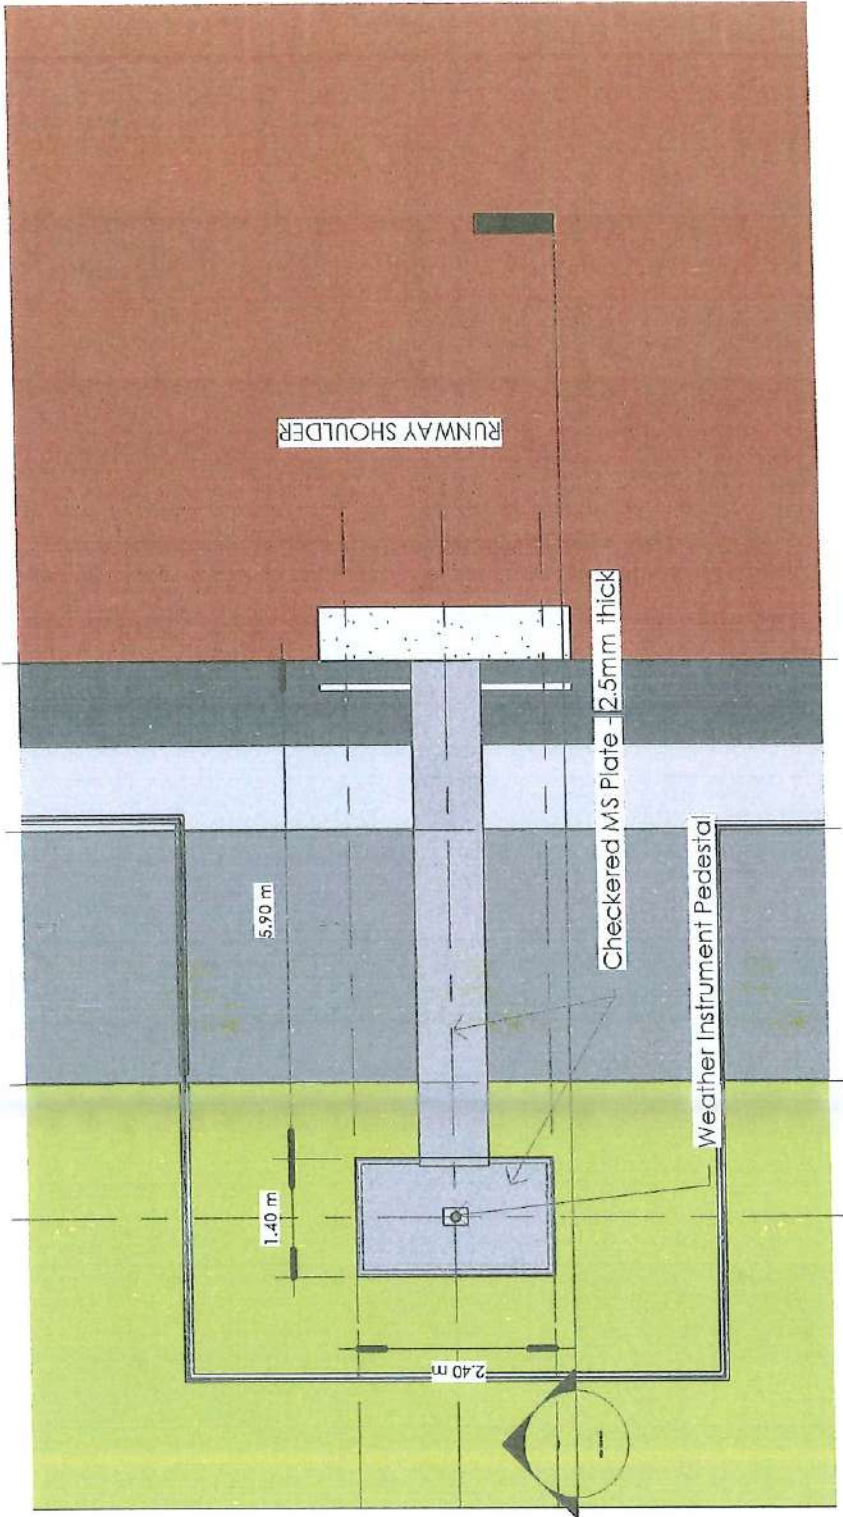 RUNWAY SHOULDER
5.90 m
Checkered MS Plate - 2.5mm thick
Weather Instrument Pedestal
1.40 m
2.40 m